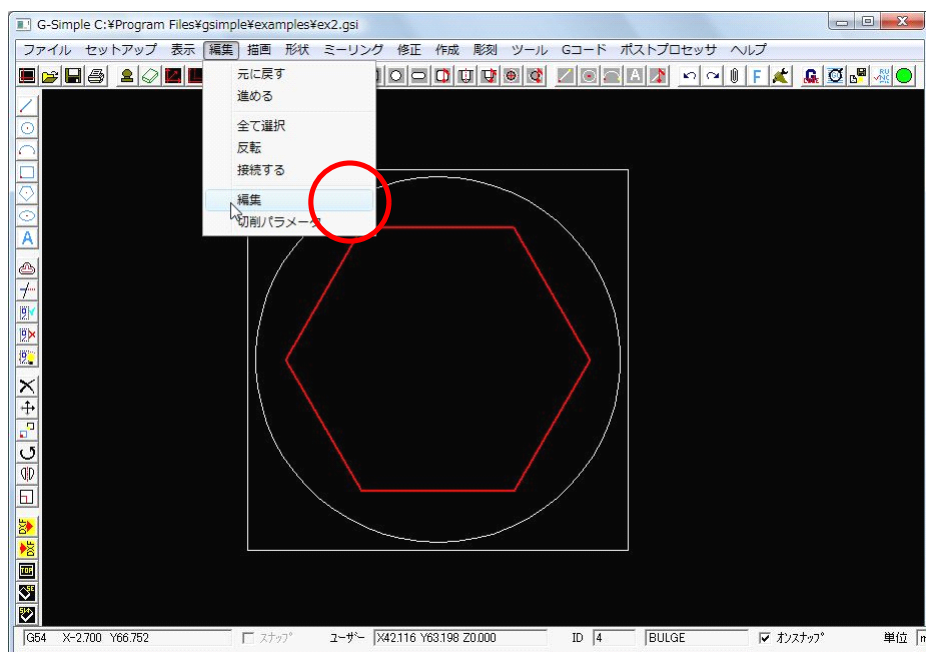 G-Simple C:¥Program Files¥gsimple¥examples¥ex2.gsi
ファイル セットアップ 表示 編集 描画 形状 ミーリング 修正 作成 彫刻 ツール Gコード ポストプロセッサ ヘルプ
元に戻す
進める
全て選択
反転
接続する
編集
切削パラメータ
A
F
A
DXF
DXF
TOP
G54 X-2.700 Y66.752 スナップ ユーザー X42.116 Y63.198 Z0.000 ID 4 BULGE オンスナップ 単位